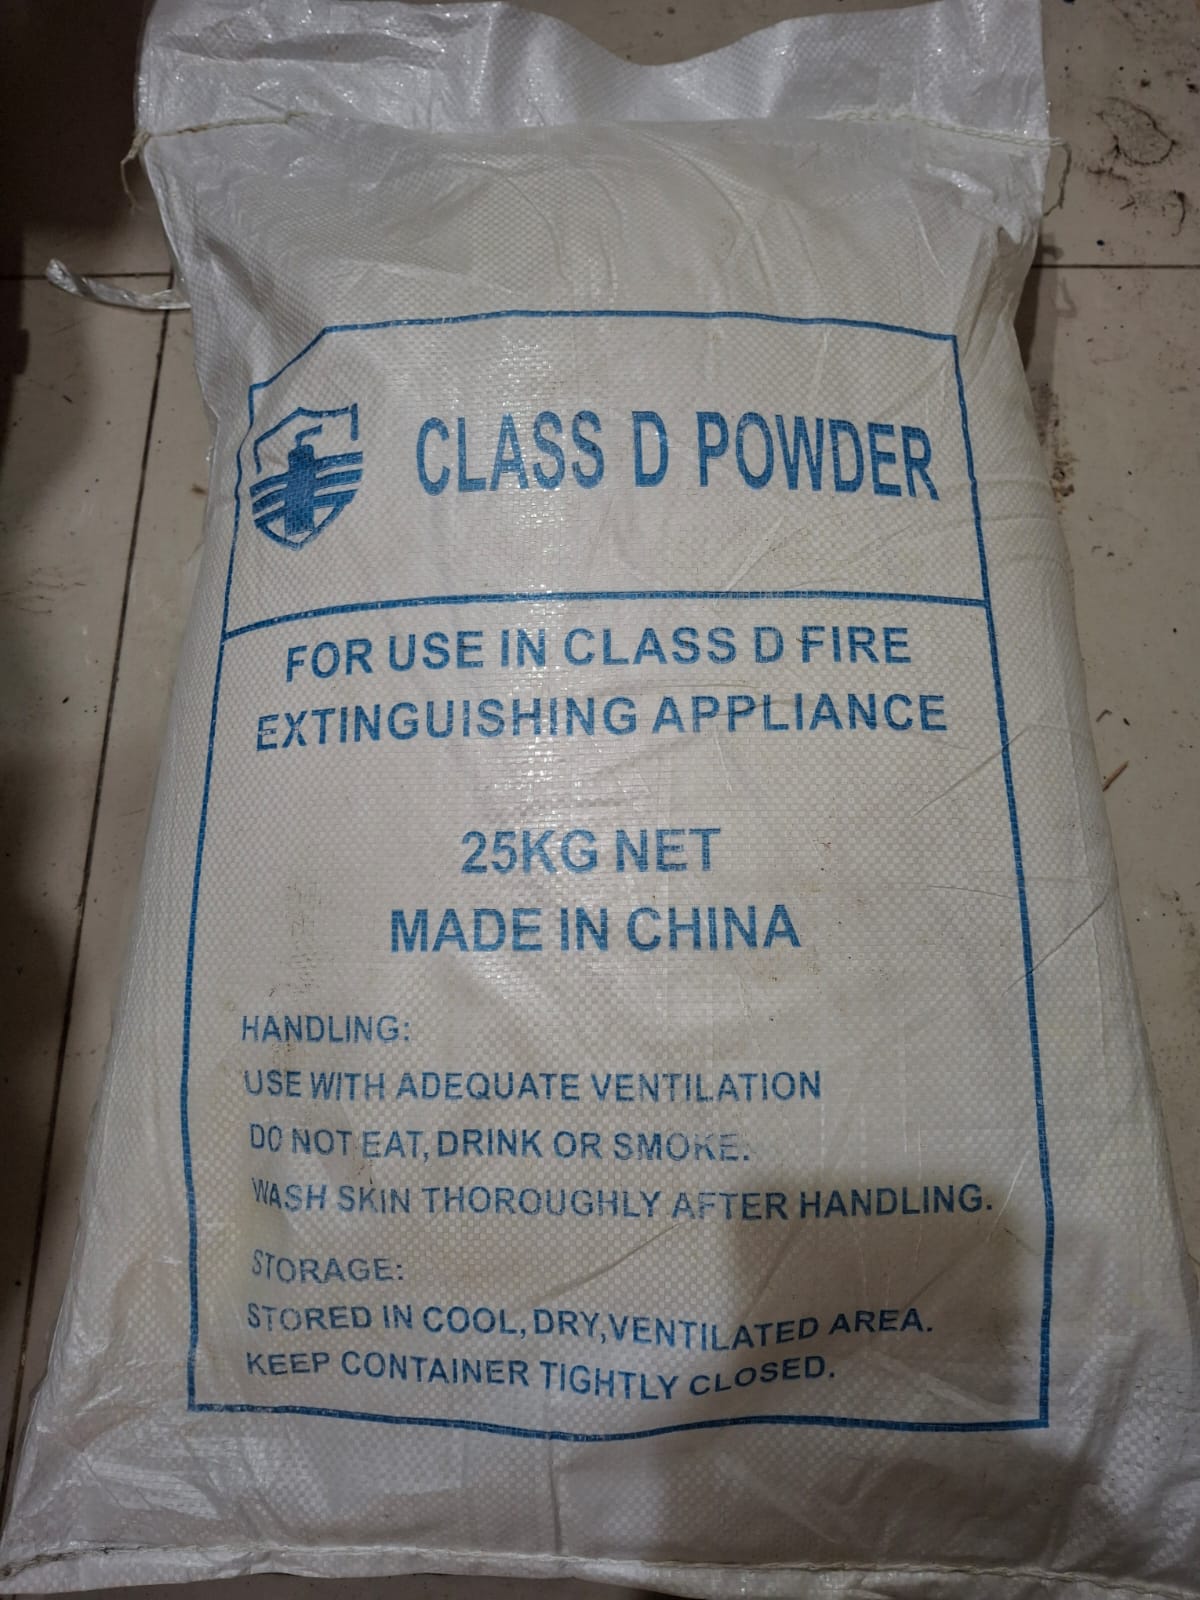 CLASS D POWDER
FOR USE IN CLASS D FIRE
EXTINGUISHING APPLIANCE
25KG NET
MADE IN CHINA
HANDLING:
USE WITH ADEQUATE VENTILATION
DO NOT EAT, DRINK OR SMOKE.
WASH SKIN THOROUGHLY AFTER HANDLING.
STORAGE:
STORED IN COOL, DRY, VENTILATED AREA.
KEEP CONTAINER TIGHTLY CLOSED.